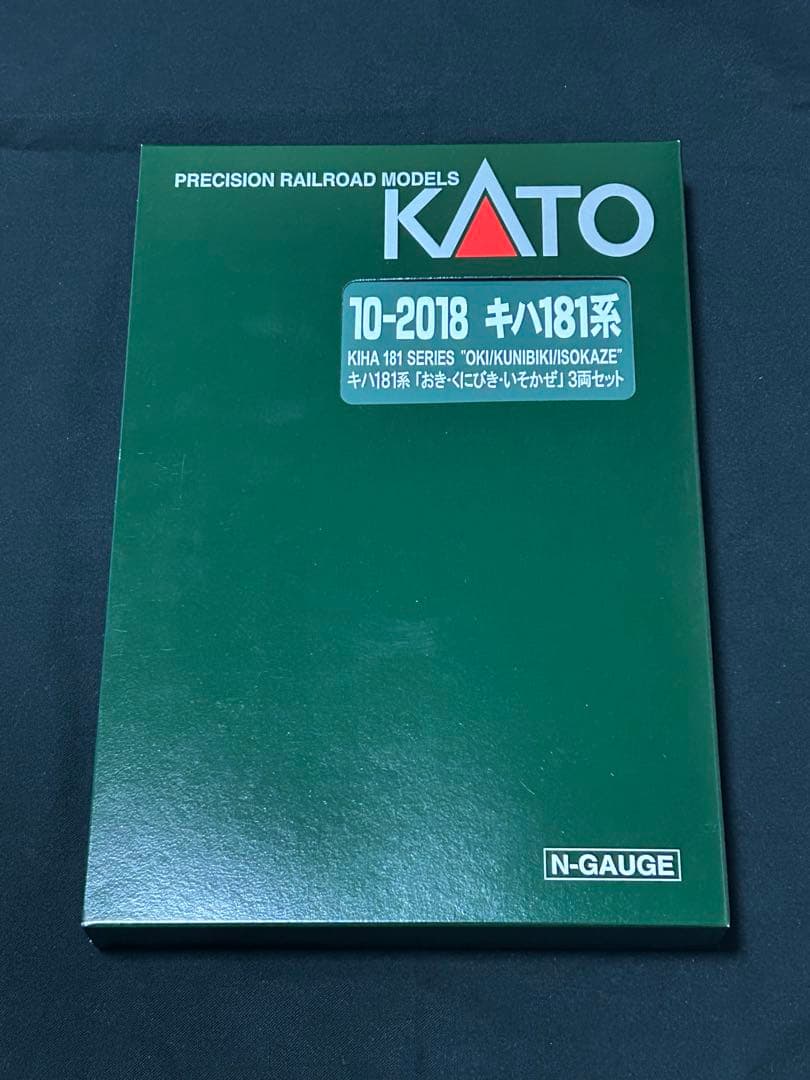 PRECISION RAILROAD MODELS
KATO
10-2018 キハ181系
KIHA 181 SERIES "OKI/KUNIBIKI/ISOKAZE"
キハ181系「おき・くにびき・いそかぜ」3両セット
N-GAUGE